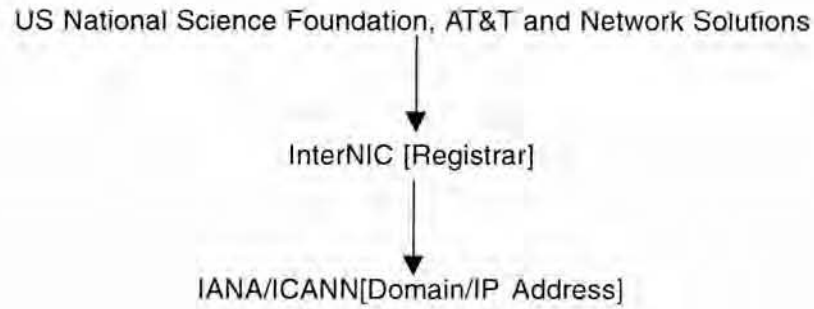 US National Science Foundation, AT&T and Network Solutions
InterNIC [Registrar]
IANA/ICANN[Domain/IP Address]